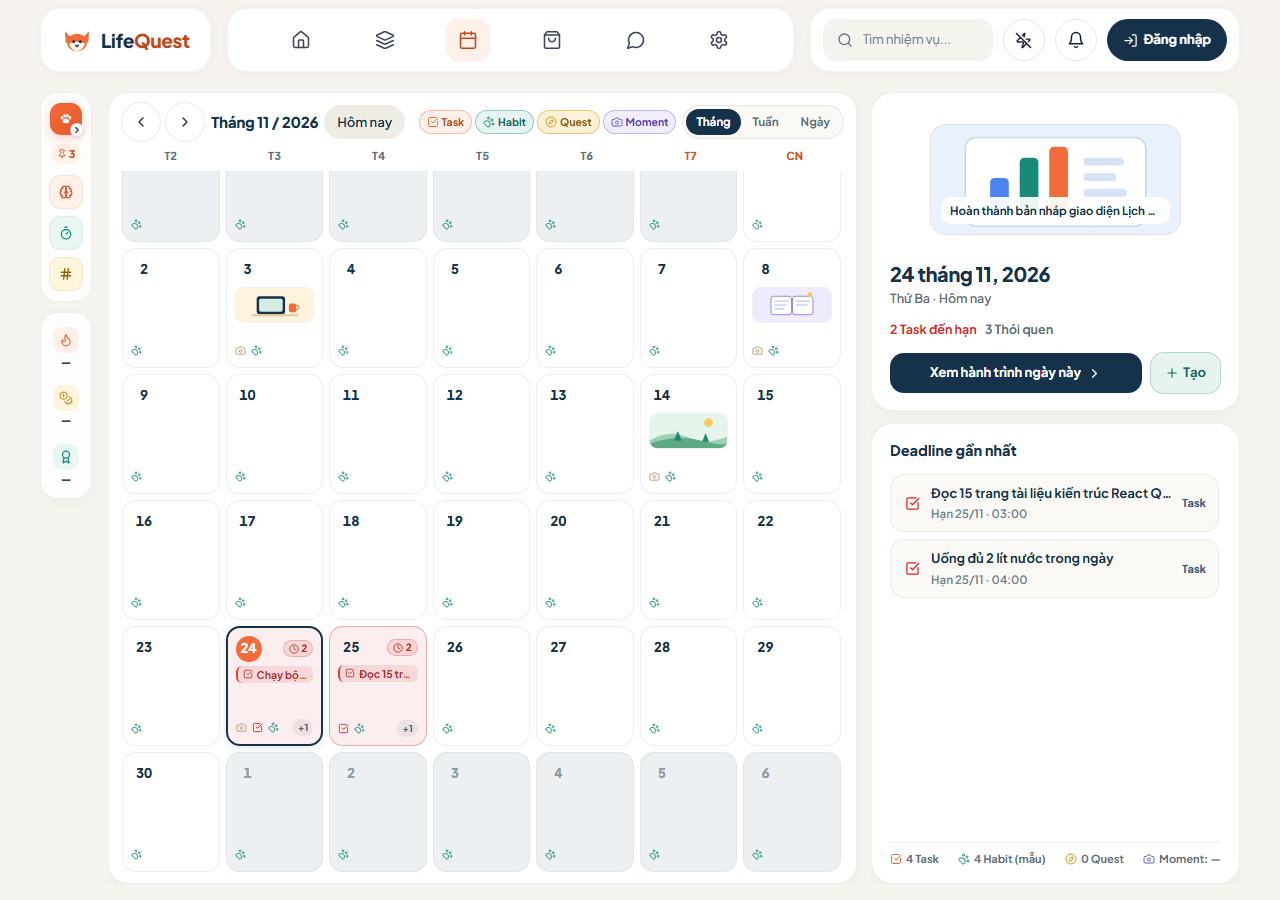 LifeQuest
Tìm nhiệm vụ...
Đăng nhập
3
Tháng 11 / 2026
Hôm nay
Task
Habit
Quest
Moment
Tháng
Tuần
Ngày
T2 T3 T4 T5 T6 T7 CN
2 3 4 5 6 7 8
9 10 11 12 13 14 15
16 17 18 19 20 21 22
23 24 2 25 2 26 27 28 29
Chạy bộ... Đọc 15 tr...
+1 +1
30 1 2 3 4 5 6
Hoàn thành bản nháp giao diện Lịch ...
24 tháng 11, 2026
Thứ Ba · Hôm nay
2 Task đến hạn 3 Thói quen
Xem hành trình ngày này
+ Tạo
Deadline gần nhất
Đọc 15 trang tài liệu kiến trúc React Q...
Hạn 25/11 · 03:00
Task
Uống đủ 2 lít nước trong ngày
Hạn 25/11 · 04:00
Task
4 Task 4 Habit (mẫu) 0 Quest Moment: —